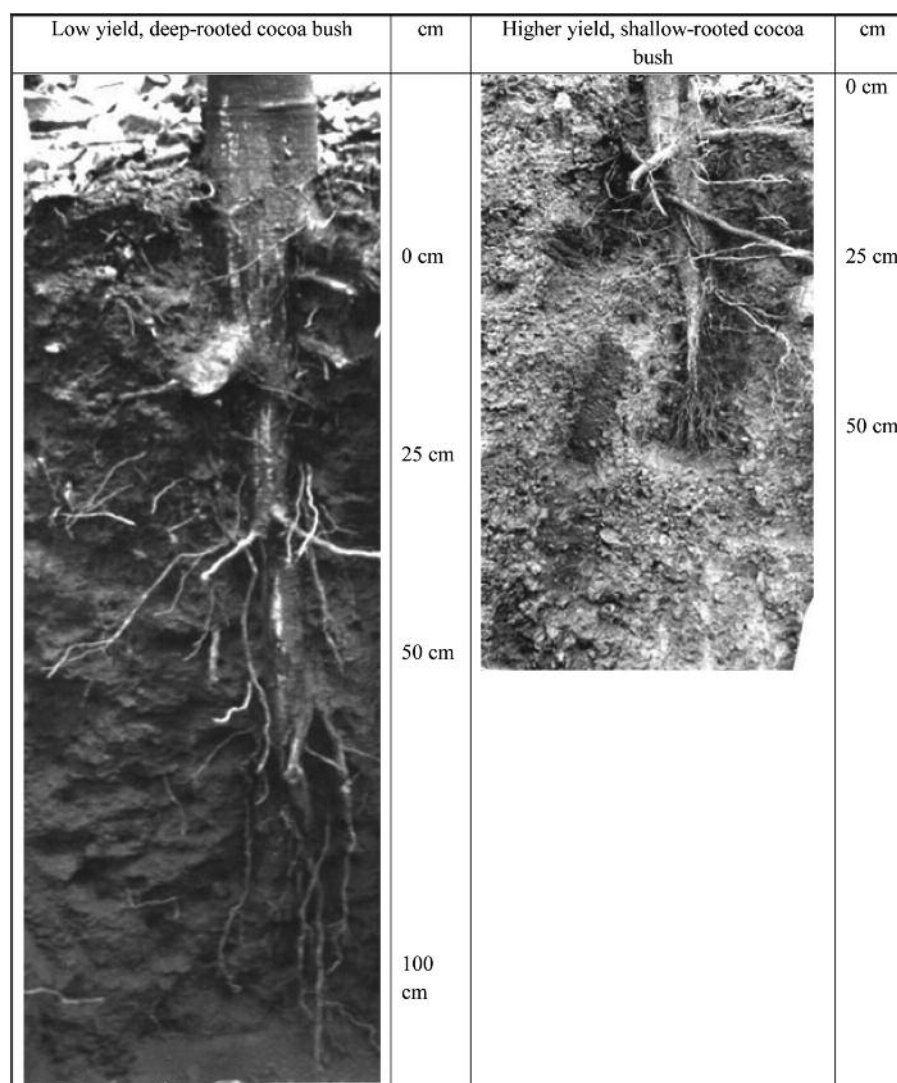 Low yield, deep-rooted cocoa bush
cm
Higher yield, shallow-rooted cocoa
bush
cm
0 cm
25 cm
50 cm
100
cm
0 cm
25 cm
50 cm